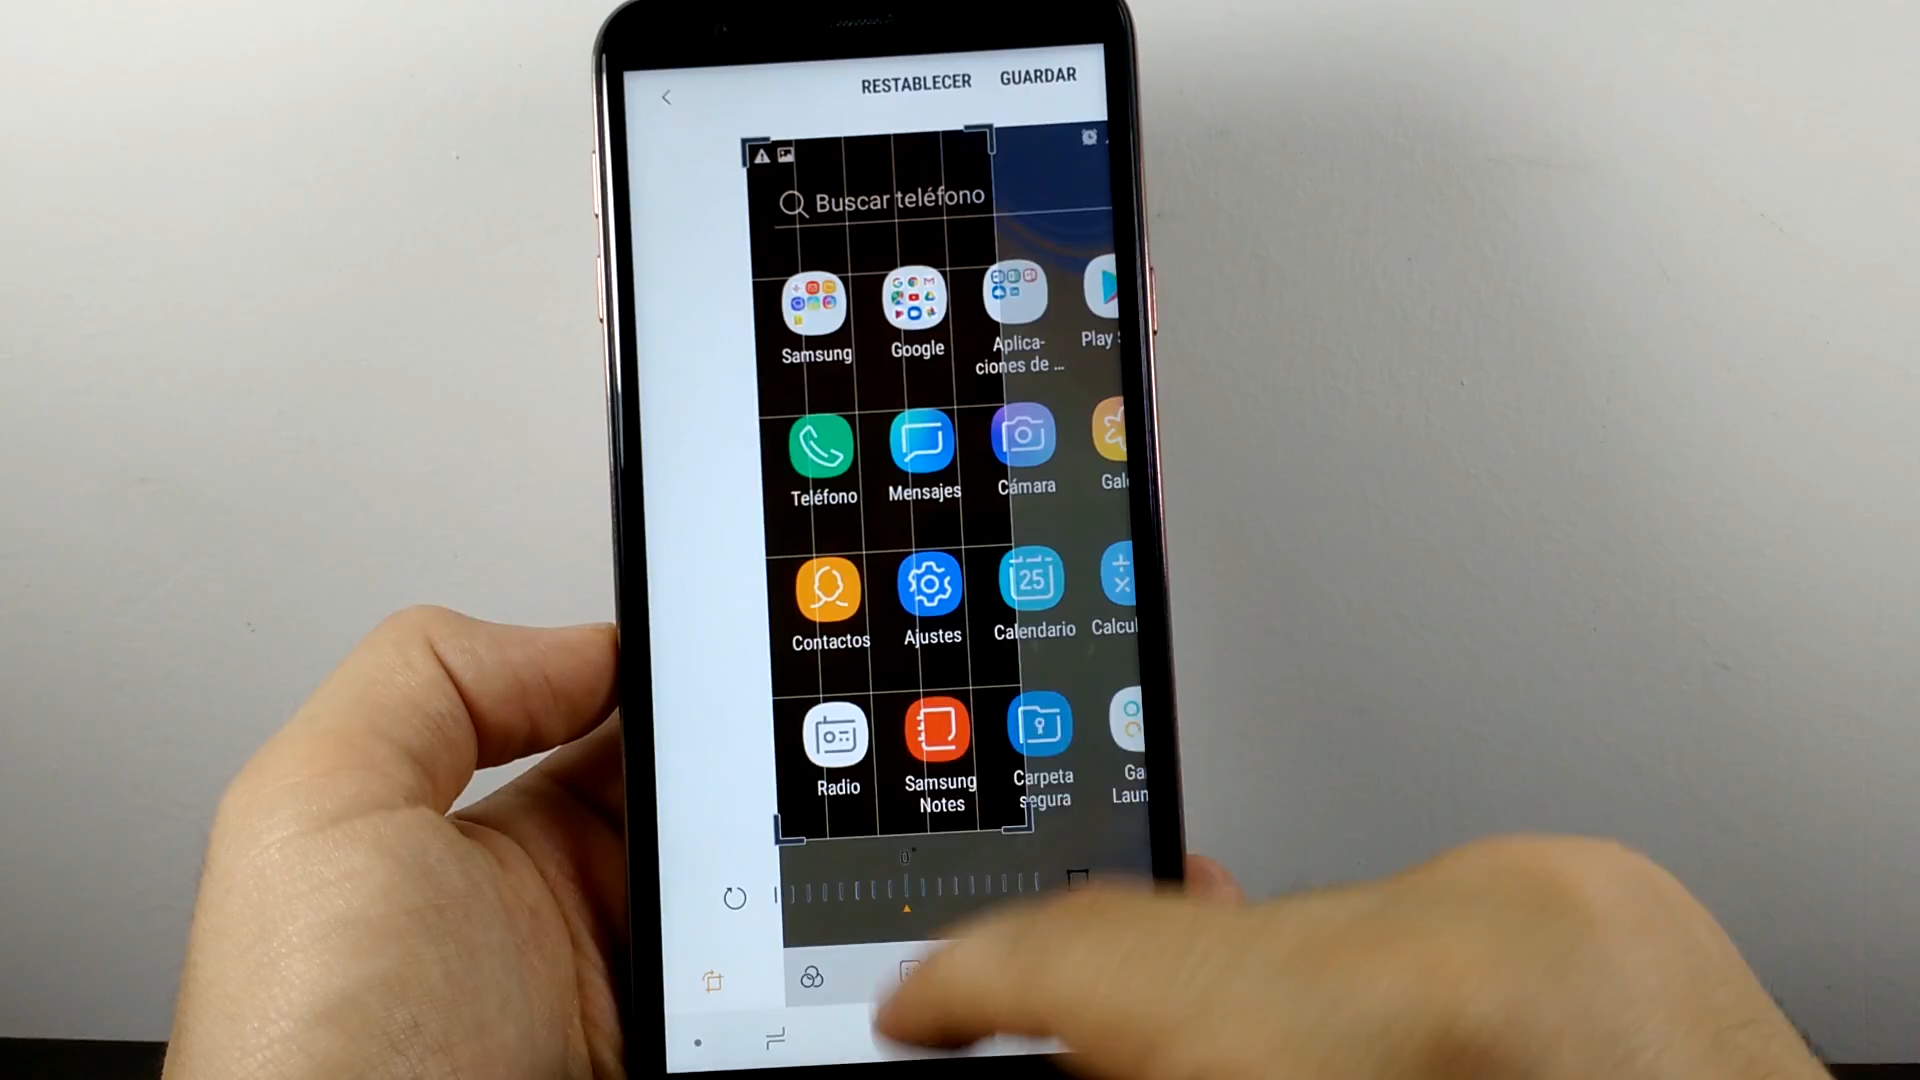 RESTABLECER GUARDAR
Buscar teléfono
Samsung Google Aplica-
ciones de ... Play
Teléfono Mensajes Cámara
Contactos Ajustes Calendario
25
Radio Samsung
Notes Carpeta
segura
0°